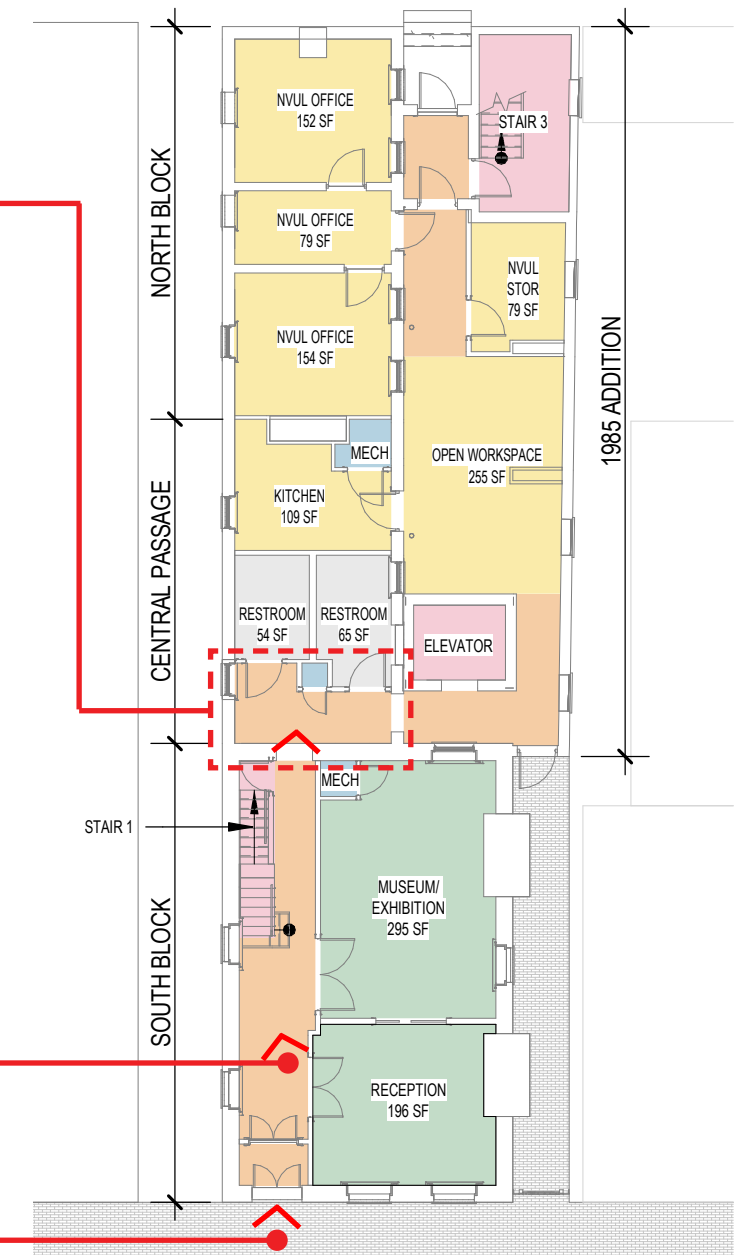 NVUL OFFICE
152 SF
STAIR 3
NORTH BLOCK
NVUL OFFICE
79 SF
NVUL
STOR
79 SF
NVUL OFFICE
154 SF
1985 ADDITION
MECH
OPEN WORKSPACE
255 SF
KITCHEN
109 SF
CENTRAL PASSAGE
RESTROOM
54 SF
RESTROOM
65 SF
ELEVATOR
MECH
STAIR 1
MUSEUM/
EXHIBITION
295 SF
SOUTH BLOCK
RECEPTION
196 SF